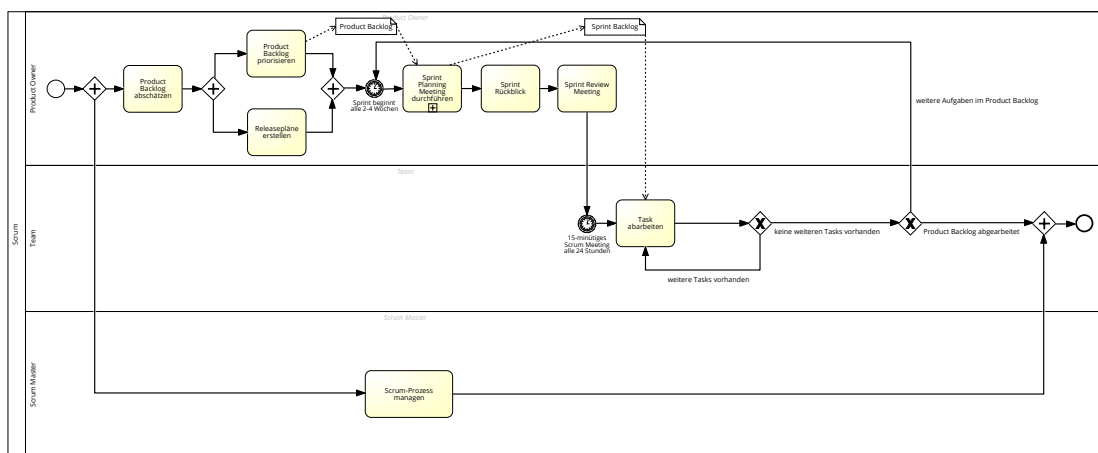 Scrum
Product Owner
Product Owner
Product
Backlog
abschätzen
Product
Backlog
priorisieren
Releasepläne
erstellen
Product Backlog
Sprint beginnt
alle 2-4 Wochen
Sprint
Planning
Meeting
durchführen
Sprint
Rückblick
Sprint Review
Meeting
Sprint Backlog
weitere Aufgaben im Product Backlog
Team
Team
15-minütiges
Scrum Meeting
alle 24 Stunden
Task
abarbeiten
weitere Tasks vorhanden
keine weiteren Tasks vorhanden
Product Backlog abgearbeitet
Scrum Master
Scrum Master
Scrum-Prozess
managen